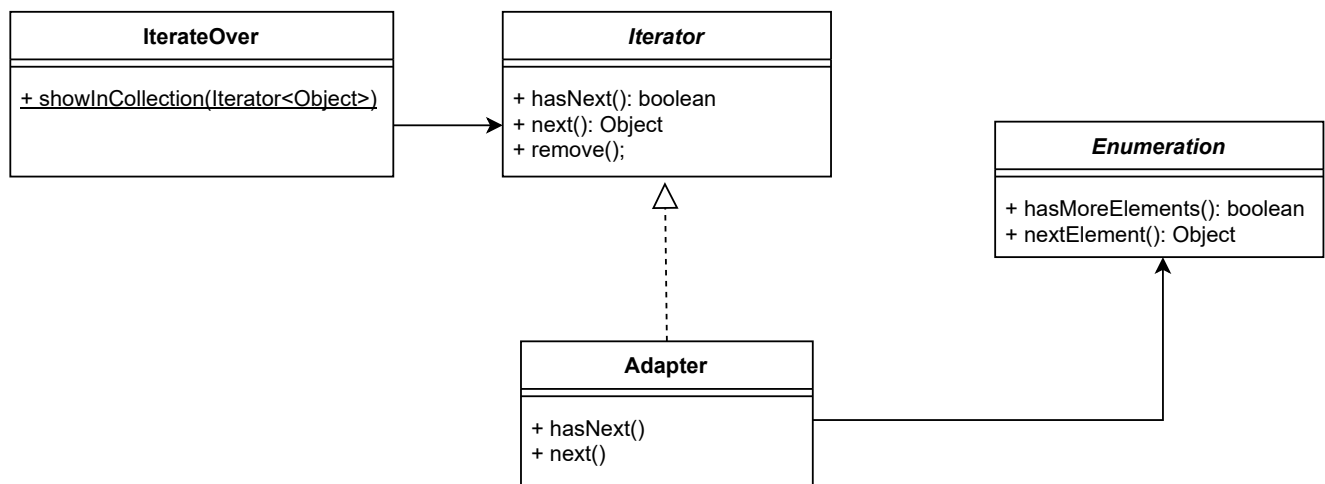 IterateOver
+ showInCollection(Iterator<Object>)
Iterator
+ hasNext(): boolean
+ next(): Object
+ remove();
Enumeration
+ hasMoreElements(): boolean
+ nextElement(): Object
Adapter
+ hasNext()
+ next()